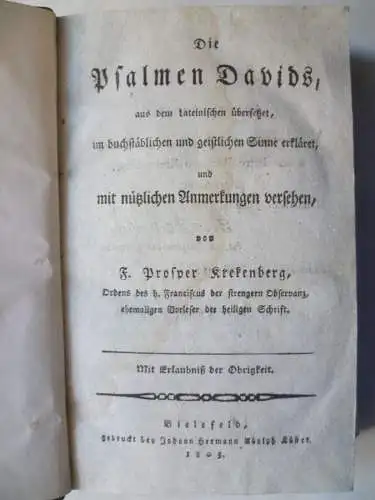 Die
Psalmen Davids,
aus dem lateinischen übersetzet,
im buchstäblichen und geistlichen Sinne erkläret,
und
mit nützlichen Anmerkungen versehen,
von
F. Prosper Krekenberg,
Ordens des h. Franciscus der strengern Observanz,
ehemaligen Vorleser der heiligen Schrift.
Mit Erlaubniß der Obrigkeit.
Bielefeld,
gedruckt bey Johann Hermann Adolph Küster.
1805.